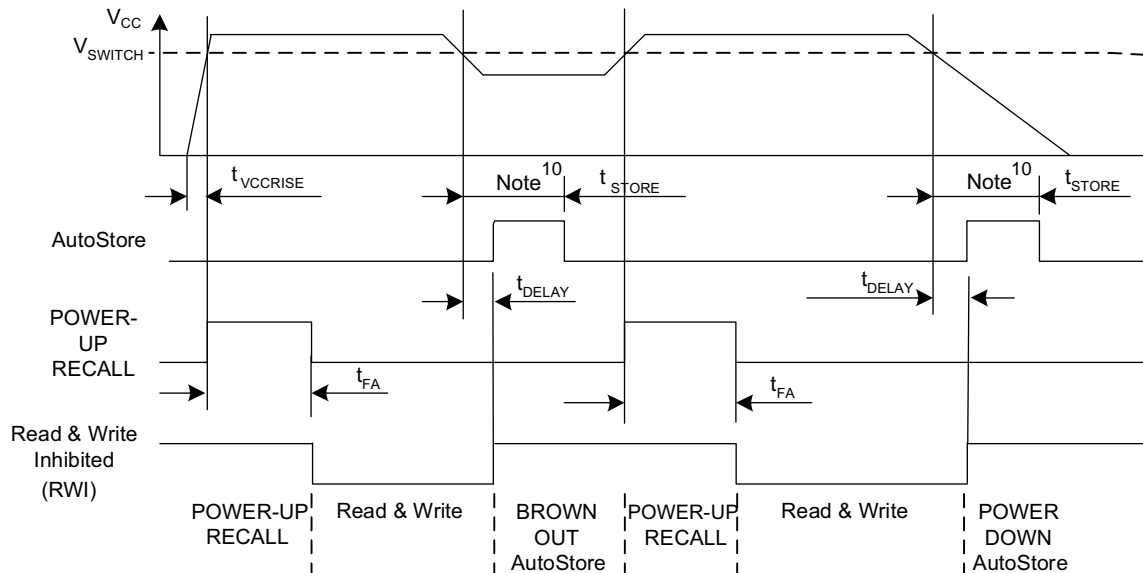 VCC
VSWITCH
tVCCRISE
Note10
tSTORE
Note10
tSTORE
AutoStore
tDELAY
tDELAY
POWER-
UP
RECALL
tFA
tFA
Read & Write
Inhibited
(RWI)
POWER-UP
RECALL
Read & Write
BROWN
OUT
AutoStore
POWER-UP
RECALL
Read & Write
POWER
DOWN
AutoStore